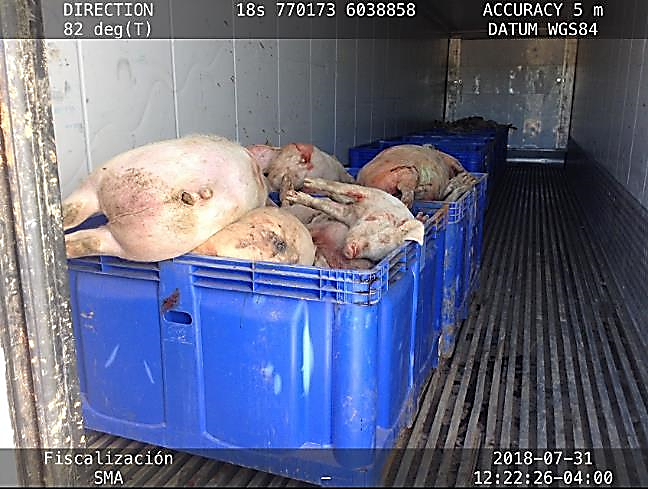 DIRECTION 18s 770173 6038858 ACCURACY 5 m
82 deg(T) DATUM WGS84
Fiscalización 2018-07-31
SMA – 12:22:26-04:00